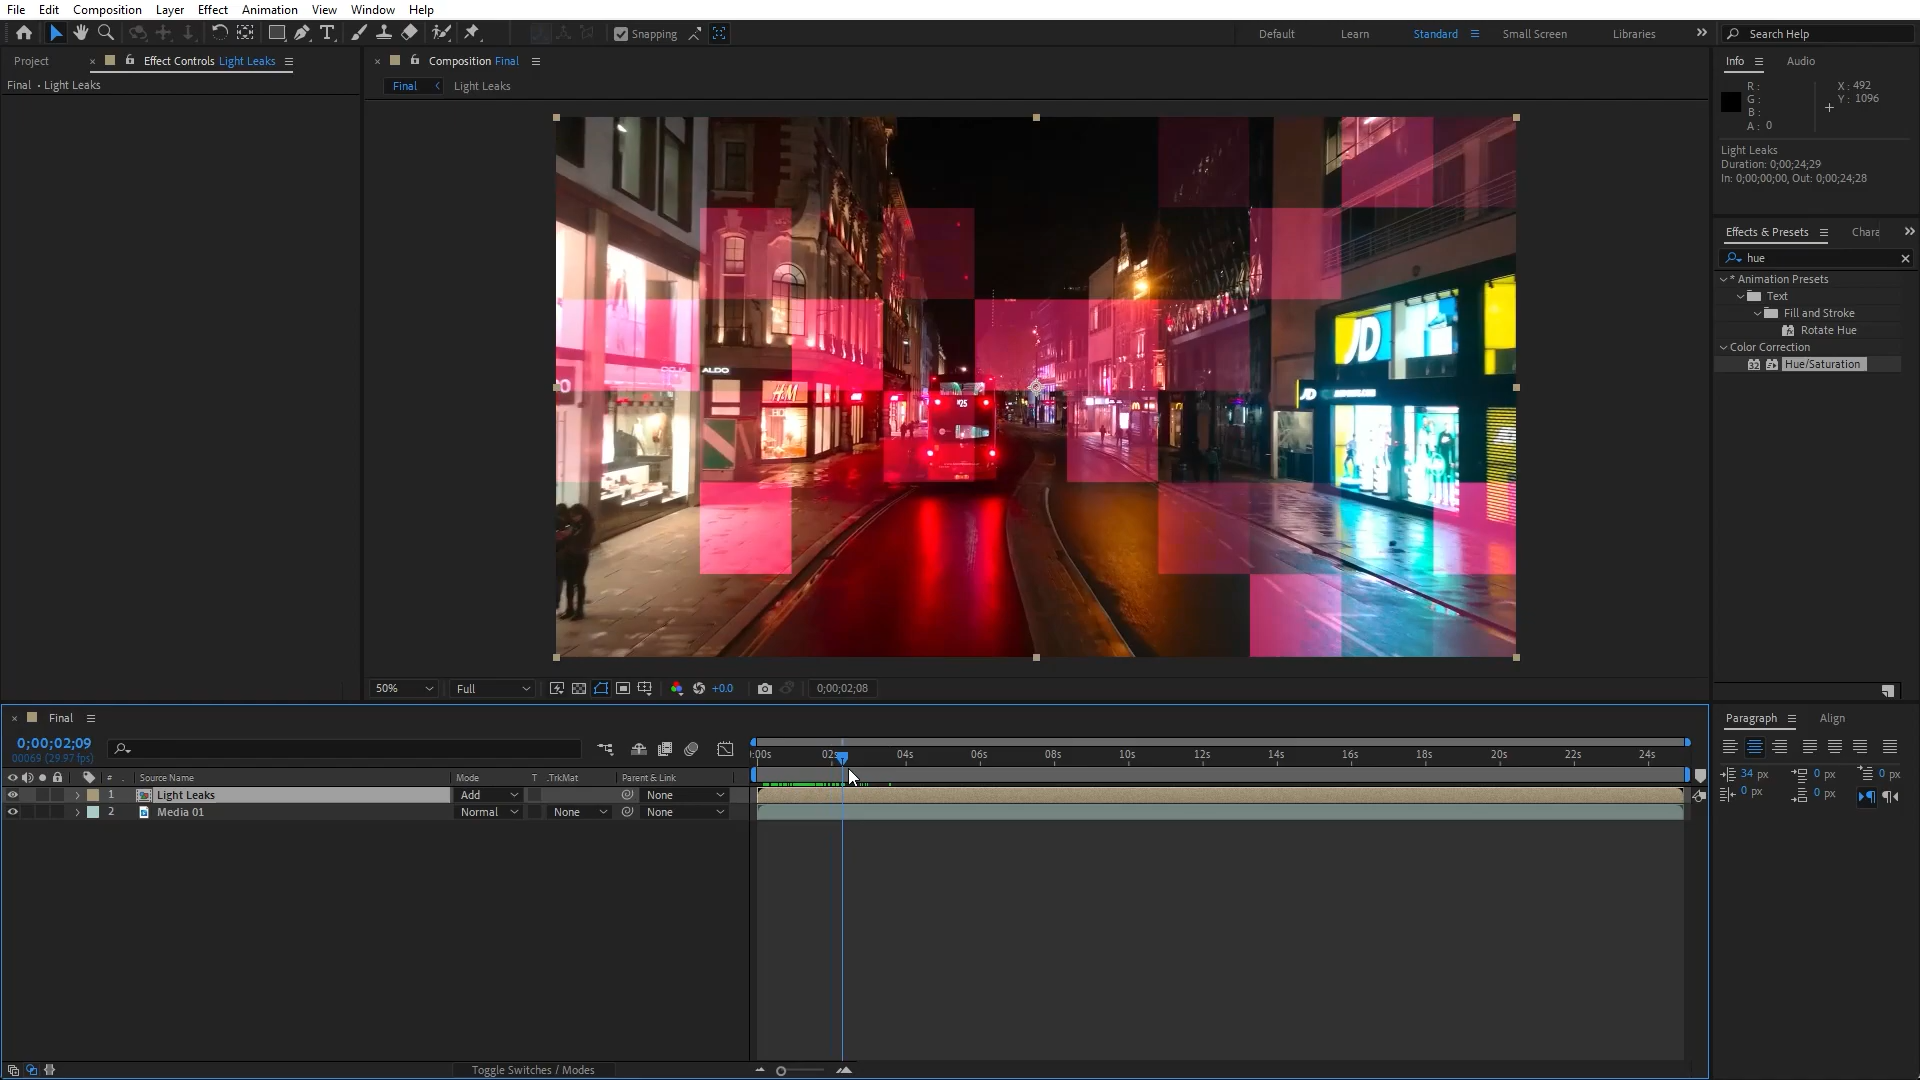 File Edit Composition Layer Effect Animation View Window Help
Snapping
Default Learn Standard Small Screen Libraries
Search Help
Project
Effect Controls Light Leaks
Final • Light Leaks
Composition Final
Final Light Leaks
ALDO
H&M
JD
JD
Info Audio
R :
G :
B :
A : 0
X : 492
Y : 1096
Light Leaks
Duration: 0;00;24;29
In: 0;00;00;00, Out: 0;00;24;28
Effects & Presets Chara
hue
* Animation Presets
Text
Fill and Stroke
Rotate Hue
Color Correction
Hue/Saturation
50% Full +0.0 0;00;02;08
Final
0;00;02;09
00069 (29.97 fps)
:00s 02s 04s 06s 08s 10s 12s 14s 16s 18s 20s 22s 24s
# Source Name Mode T .TrkMat Parent & Link
1 Light Leaks Add None
2 Media 01 Normal None None
Toggle Switches / Modes
Paragraph Align
34 px 0 px 0 px
0 px 0 px